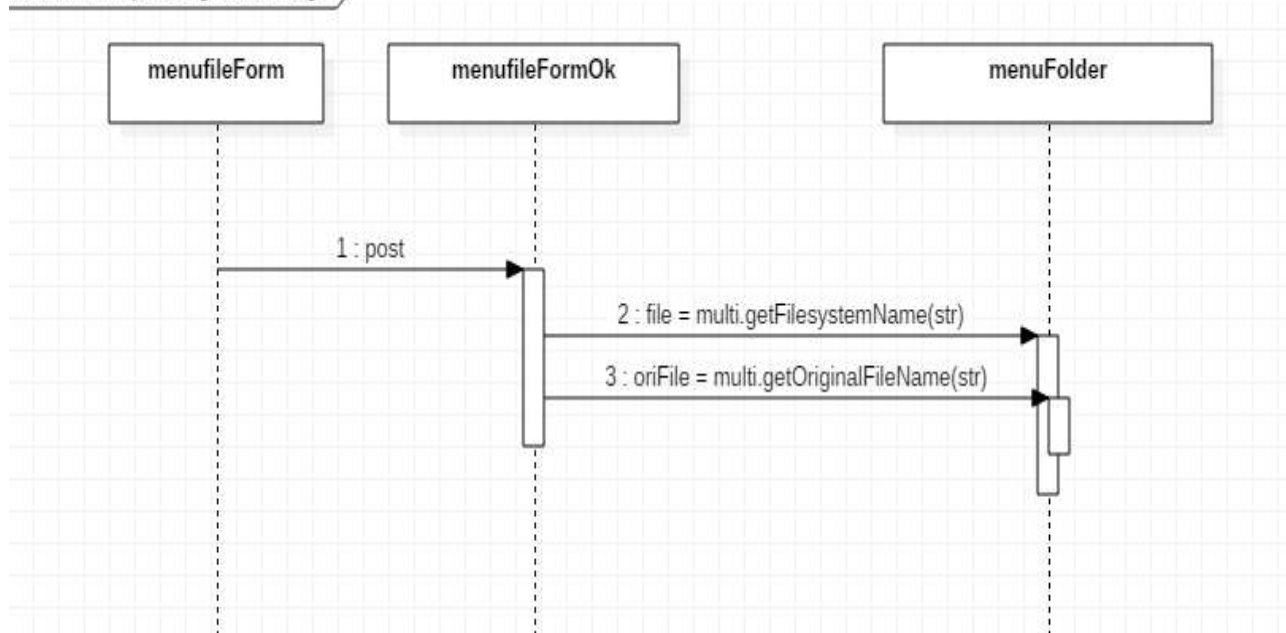 menufileForm
menufileFormOk
menuFolder
1 : post
2 : file = multi.getFilesystemName(str)
3 : oriFile = multi.getOriginalFileName(str)